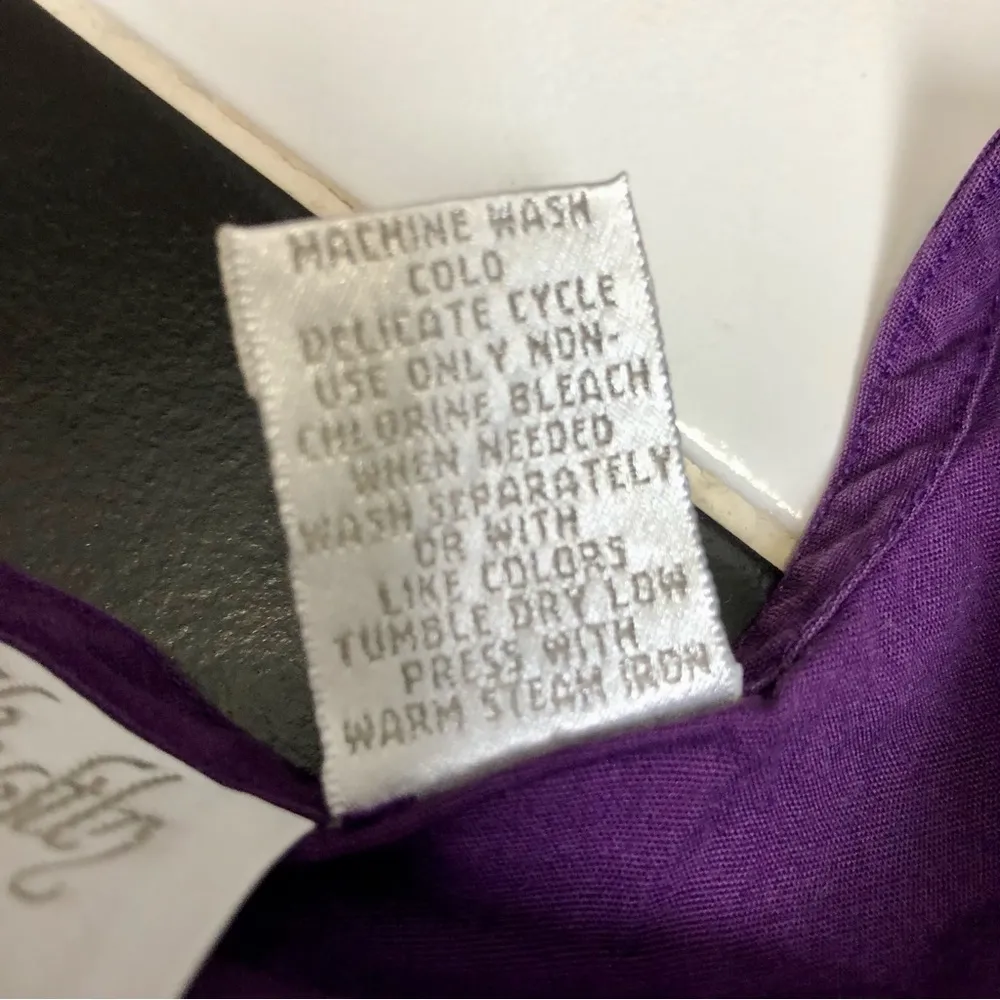 MACHINE WASH
COLD
DELICATE CYCLE
USE ONLY NON-
CHLORINE BLEACH
WHEN NEEDED
WASH SEPARATELY
OR WITH
LIKE COLORS
TUMBLE DRY LOW
PRESS WITH
WARM STEAM IRON